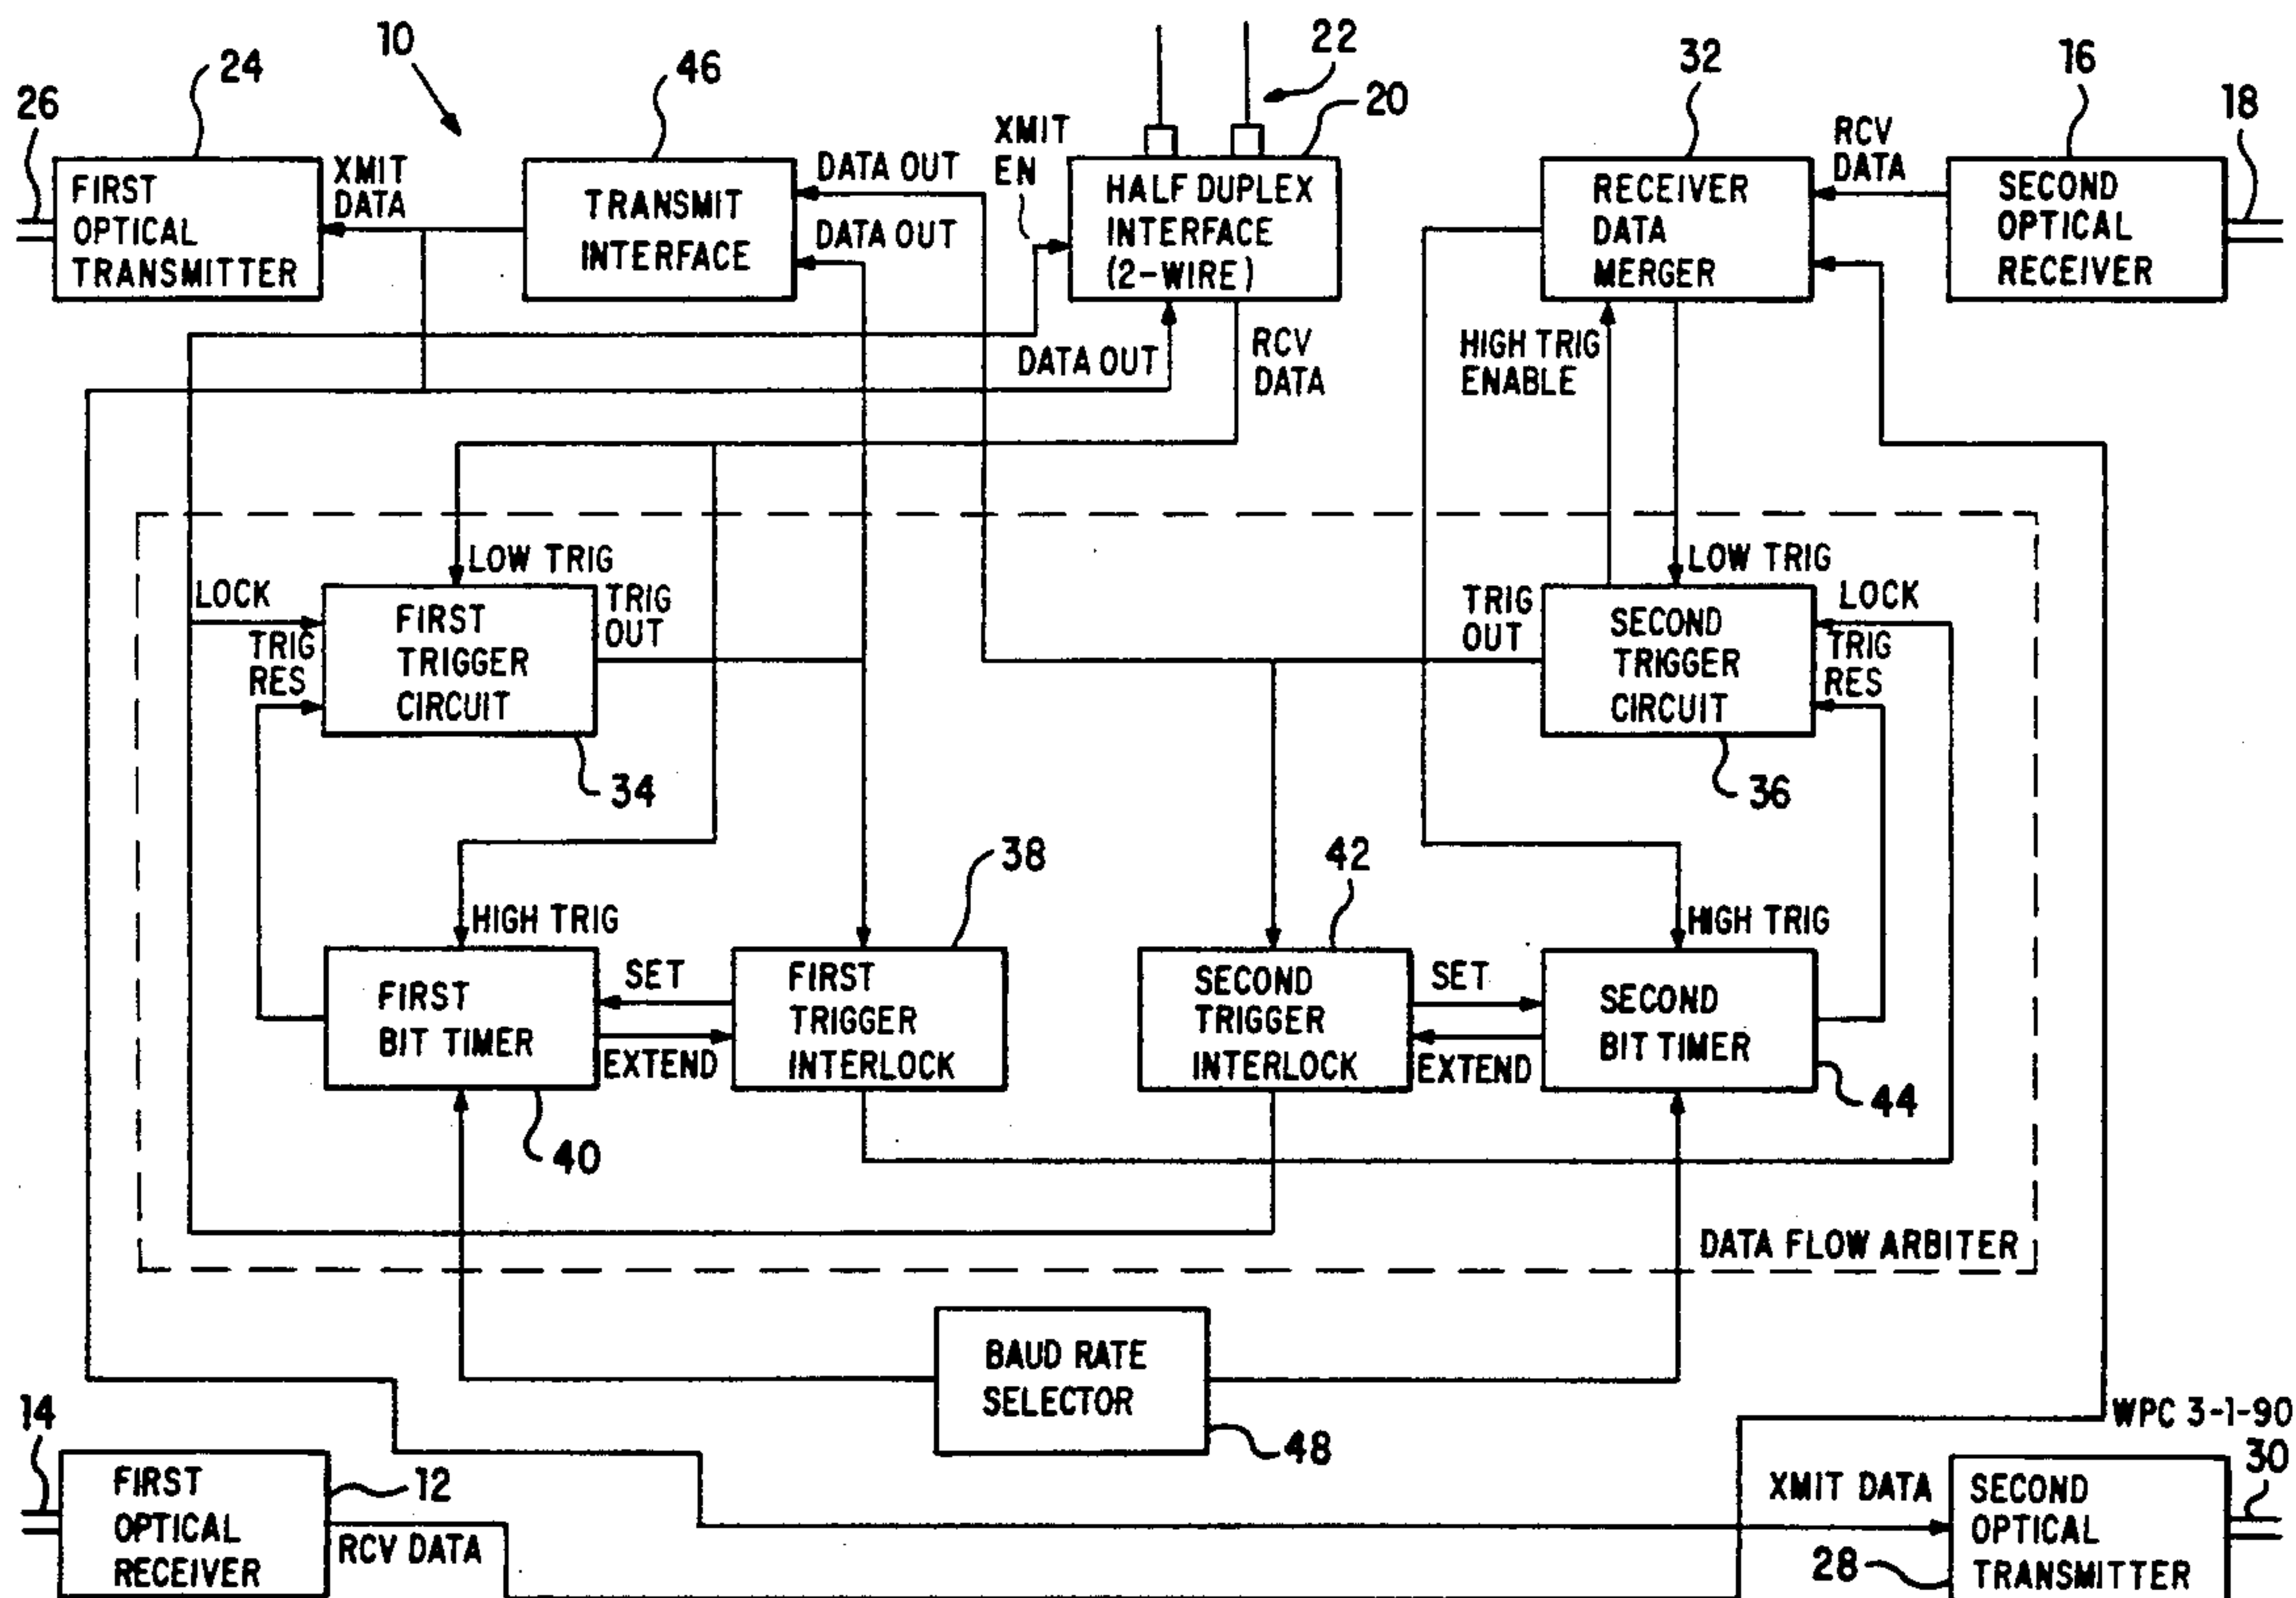 10
22
24
46
32
16
26
20
18
FIRST
OPTICAL
TRANSMITTER
XMIT
DATA
TRANSMIT
INTERFACE
DATA OUT
DATA OUT
XMIT
EN
HALF DUPLEX
INTERFACE
(2-WIRE)
RECEIVER
DATA
MERGER
RCV
DATA
SECOND
OPTICAL
RECEIVER
DATA OUT
RCV
DATA
HIGH TRIG
ENABLE
LOW TRIG
LOW TRIG
LOCK
TRIG
RES
FIRST
TRIGGER
CIRCUIT
TRIG
OUT
34
TRIG
OUT
SECOND
TRIGGER
CIRCUIT
LOCK
TRIG
RES
36
38
42
HIGH TRIG
HIGH TRIG
FIRST
BIT TIMER
SET
EXTEND
FIRST
TRIGGER
INTERLOCK
SECOND
TRIGGER
INTERLOCK
SET
EXTEND
SECOND
BIT TIMER
40
44
DATA FLOW ARBITER
BAUD RATE
SELECTOR
48
WPC 3-1-90
14
FIRST
OPTICAL
RECEIVER
12
RCV DATA
XMIT DATA
SECOND
OPTICAL
TRANSMITTER
30
28